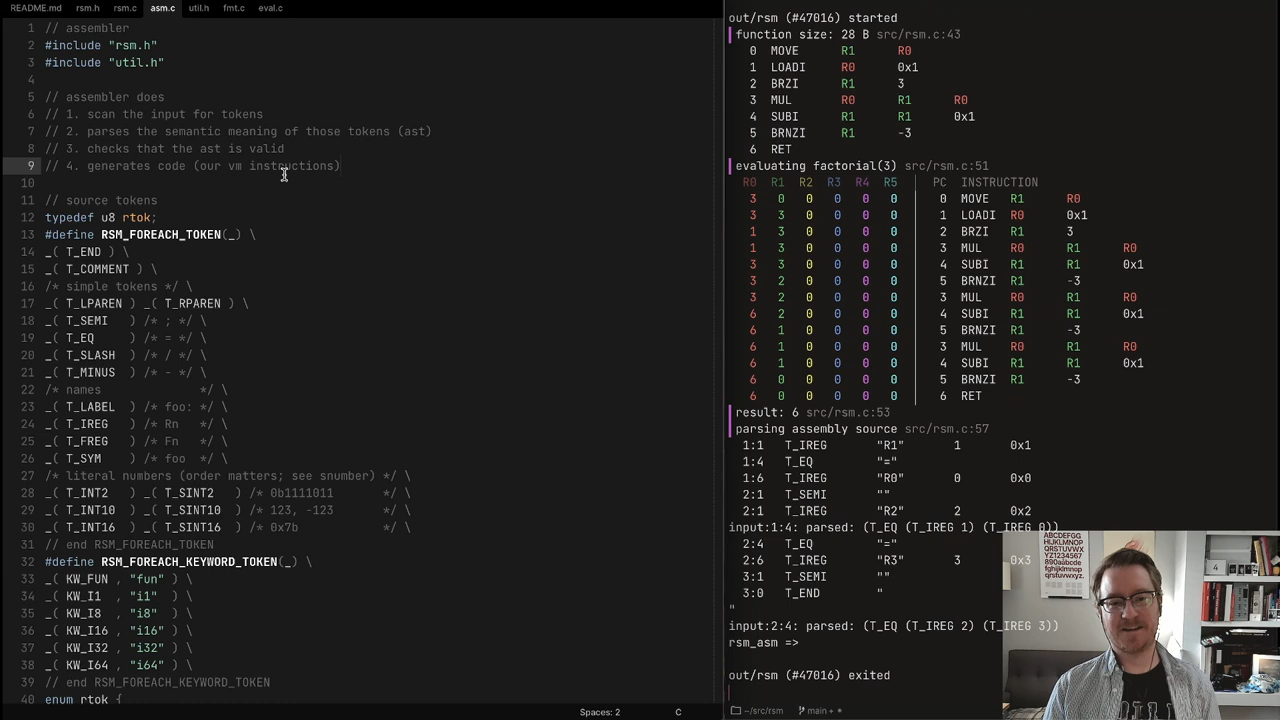 README.md rsm.h rsm.c asm.c util.h fmt.c eval.c
1 // assembler
2 #include "rsm.h"
3 #include "util.h"
4
5 // assembler does
6 // 1. scan the input for tokens
7 // 2. parses the semantic meaning of those tokens (ast)
8 // 3. checks that the ast is valid
9 // 4. generates code (our vm instructions)
10
11 // source tokens
12 typedef u8 rtok;
13 #define RSM_FOREACH_TOKEN(_) \
14 _( T_END ) \
15 _( T_COMMENT ) \
16 /* simple tokens */ \
17 _( T_LPAREN ) _( T_RPAREN ) \
18 _( T_SEMI ) /* ; */ \
19 _( T_EQ ) /* = */ \
20 _( T_SLASH ) /* / */ \
21 _( T_MINUS ) /* - */ \
22 /* names */ \
23 _( T_LABEL ) /* foo: */ \
24 _( T_IREG ) /* Rn */ \
25 _( T_FREG ) /* Fn */ \
26 _( T_SYM ) /* foo */ \
27 /* literal numbers (order matters; see snumber) */ \
28 _( T_INT2 ) _( T_SINT2 ) /* 0b1111011 */ \
29 _( T_INT10 ) _( T_SINT10 ) /* 123, -123 */ \
30 _( T_INT16 ) _( T_SINT16 ) /* 0x7b */ \
31 // end RSM_FOREACH_TOKEN
32 #define RSM_FOREACH_KEYWORD_TOKEN(_) \
33 _( KW_FUN , "fun" ) \
34 _( KW_I1 , "i1" ) \
35 _( KW_I8 , "i8" ) \
36 _( KW_I16 , "i16" ) \
37 _( KW_I32 , "i32" ) \
38 _( KW_I64 , "i64" ) \
39 // end RSM_FOREACH_KEYWORD_TOKEN
40 enum rtok {
Spaces: 2 C
out/rsm (#47016) started
function size: 28 B src/rsm.c:43
0 MOVE R1 R0
1 LOADI R0 0x1
2 BRZI R1 3
3 MUL R0 R1 R0
4 SUBI R1 R1 0x1
5 BRNZI R1 -3
6 RET
evaluating factorial(3) src/rsm.c:51
R0 R1 R2 R3 R4 R5 PC INSTRUCTION
3 0 0 0 0 0 0 MOVE R1 R0
3 3 0 0 0 0 1 LOADI R0 0x1
1 3 0 0 0 0 2 BRZI R1 3
1 3 0 0 0 0 3 MUL R0 R1 R0
3 3 0 0 0 0 4 SUBI R1 R1 0x1
3 2 0 0 0 0 5 BRNZI R1 -3
3 2 0 0 0 0 3 MUL R0 R1 R0
6 2 0 0 0 0 4 SUBI R1 R1 0x1
6 1 0 0 0 0 5 BRNZI R1 -3
6 1 0 0 0 0 3 MUL R0 R1 R0
6 1 0 0 0 0 4 SUBI R1 R1 0x1
6 0 0 0 0 0 5 BRNZI R1 -3
6 0 0 0 0 0 6 RET
result: 6 src/rsm.c:53
parsing assembly source src/rsm.c:57
1:1 T_IREG "R1" 1 0x1
1:4 T_EQ "="
1:6 T_IREG "R0" 0 0x0
2:1 T_SEMI ""
2:1 T_IREG "R2" 2 0x2
input:1:4: parsed: (T_EQ (T_IREG 1) (T_IREG 0))
2:4 T_EQ "="
2:6 T_IREG "R3" 3 0x3
3:1 T_SEMI ""
3:0 T_END "
"
input:2:4: parsed: (T_EQ (T_IREG 2) (T_IREG 3))
rsm_asm =>
out/rsm (#47016) exited
~/src/rsm main